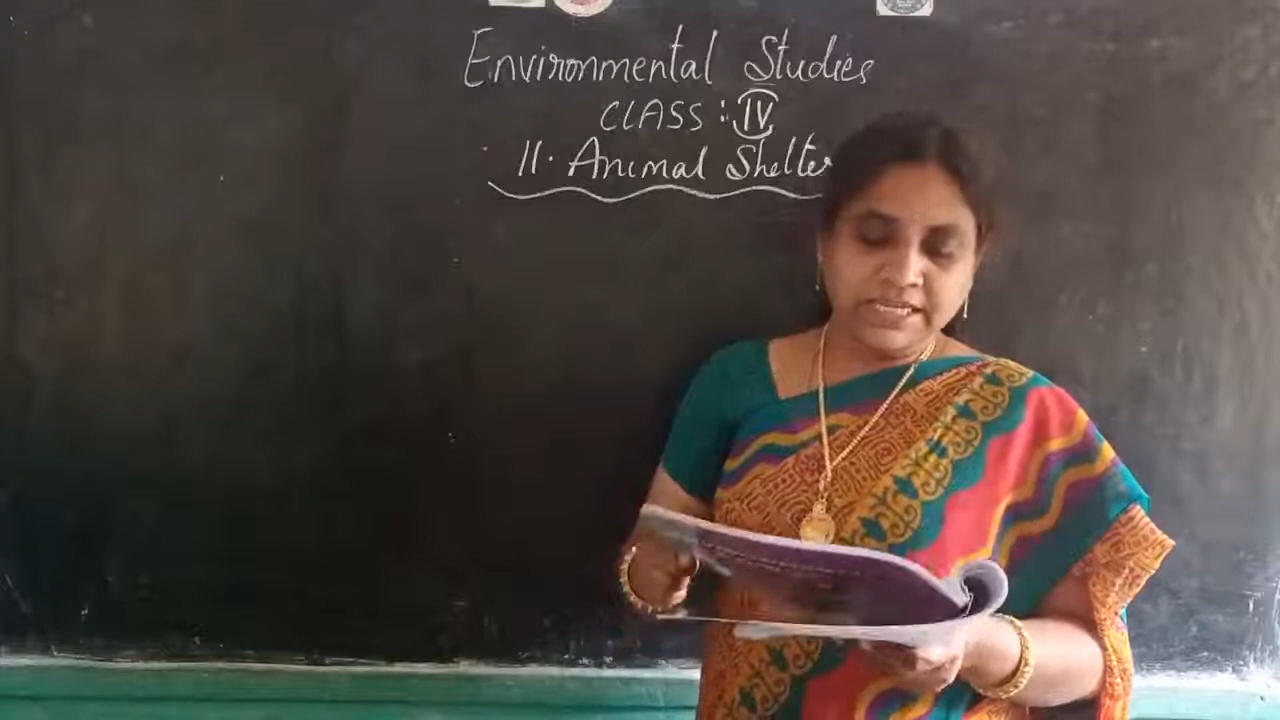 Environmental Studies
CLASS : IV
11. Animal Shelter